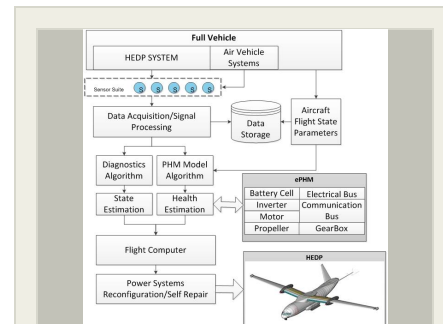 Full Vehicle
HEDP SYSTEM
Air Vehicle
Systems
Sensor Suite
S S S S S
Data Acquisition/Signal
Processing
Data
Storage
Aircraft
Flight State
Parameters
Diagnostics
Algorithm
PHM Model
Algorithm
State
Estimation
Health
Estimation
ePHM
Battery Cell
Electrical Bus
Inverter
Communication
Bus
Motor
Propeller
GearBox
Flight Computer
Power Systems
Reconfiguration/Self Repair
HEDP